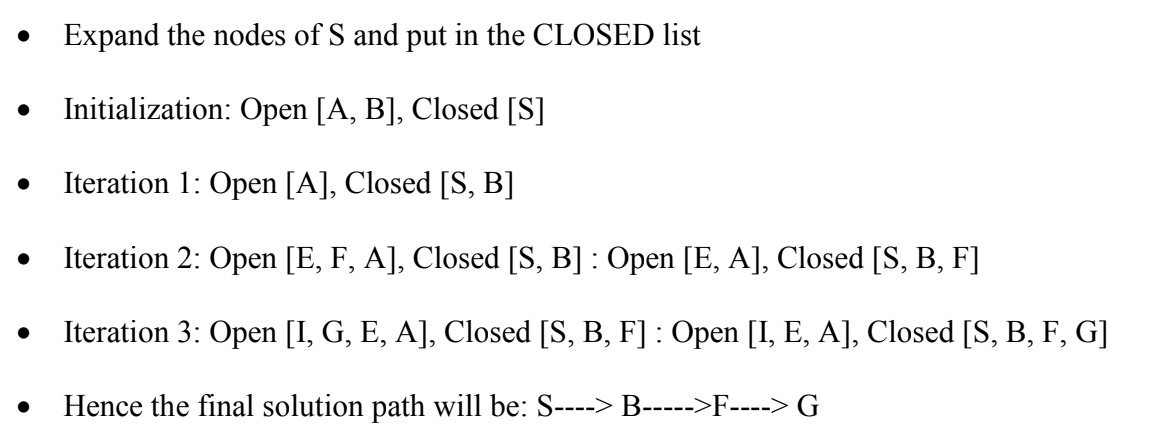 • Expand the nodes of S and put in the CLOSED list
• Initialization: Open [A, B], Closed [S]
• Iteration 1: Open [A], Closed [S, B]
• Iteration 2: Open [E, F, A], Closed [S, B] : Open [E, A], Closed [S, B, F]
• Iteration 3: Open [I, G, E, A], Closed [S, B, F] : Open [I, E, A], Closed [S, B, F, G]
• Hence the final solution path will be: S----> B----->F----> G